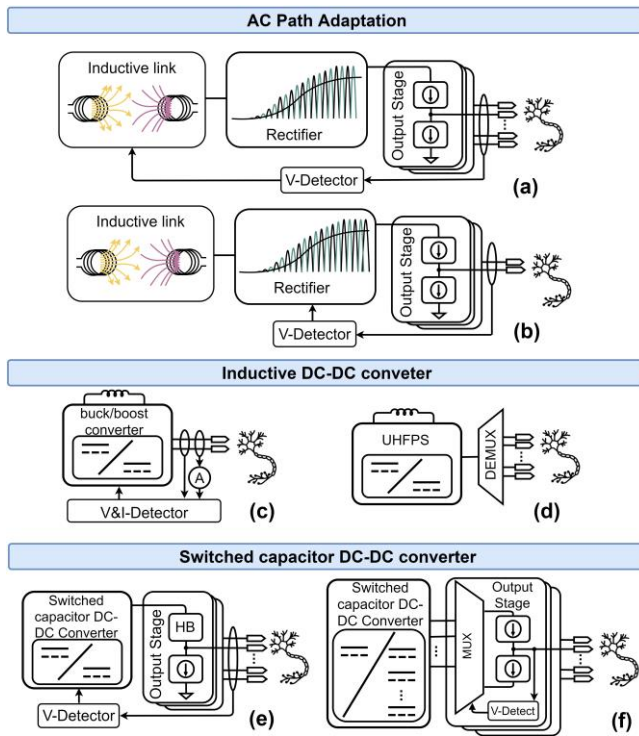 AC Path Adaptation
Inductive link
Rectifier
Output Stage
V-Detector
(a)
Inductive link
Rectifier
Output Stage
V-Detector
(b)
Inductive DC-DC conveter
buck/boost
converter
A
V&I-Detector
(c)
UHFPS
DEMUX
(d)
Switched capacitor DC-DC converter
Switched
capacitor DC-
DC Converter
Output Stage
HB
V-Detector
(e)
Switched
capacitor DC-
DC Converter
MUX
Output
Stage
V-Detect
(f)